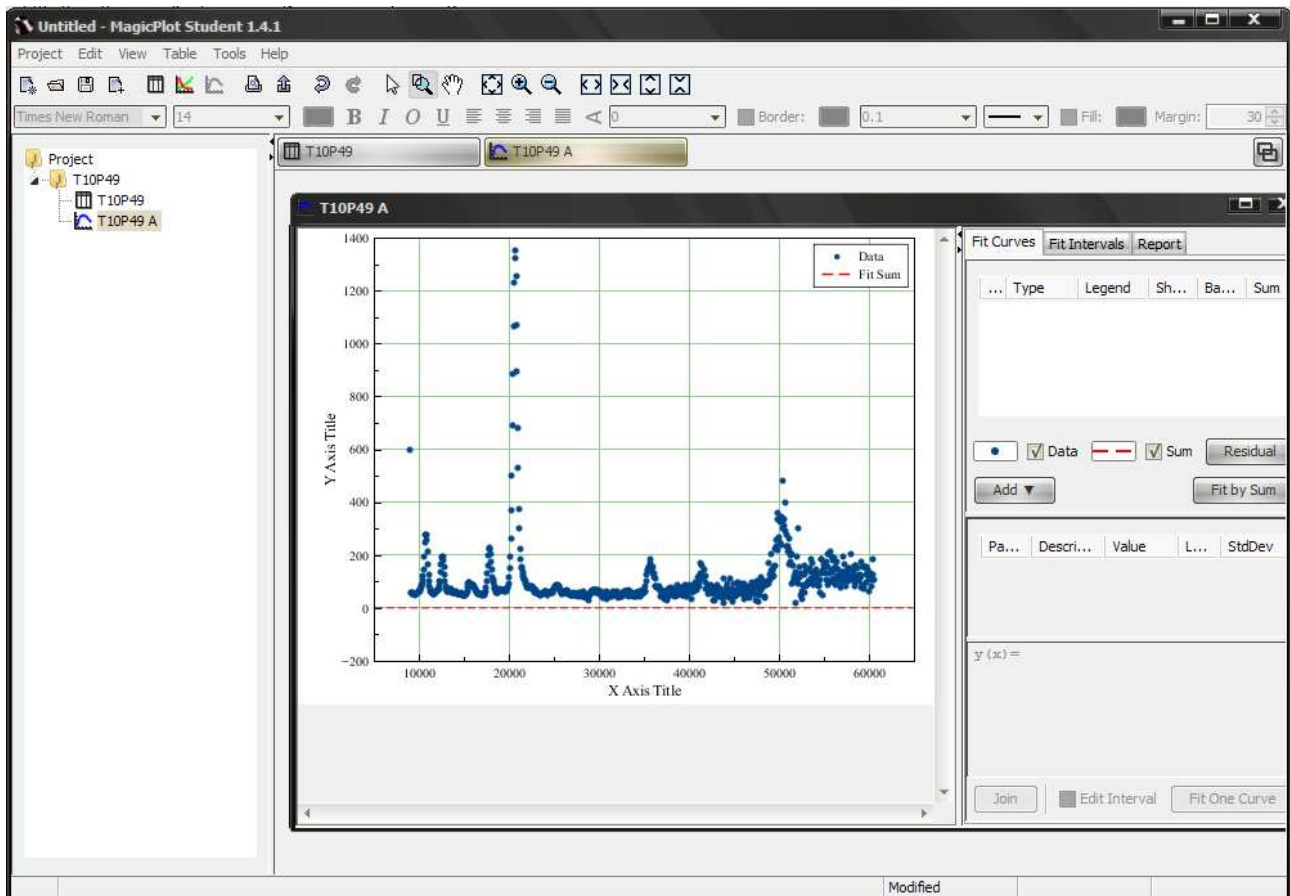 Untitled - MagicPlot Student 1.4.1
Project Edit View Table Tools Help
Times New Roman 14 B I O U 0 Border: 0.1 Fill: Margin: 30
T10P49 T10P49 A
Project
T10P49
T10P49
T10P49 A
T10P49 A
1400
1200
1000
800
600
400
200
0
−200
Y Axis Title
Data
Fit Sum
10000 20000 30000 40000 50000 60000
X Axis Title
Fit Curves Fit Intervals Report
... Type Legend Sh... Ba... Sum
Data Sum Residual
Add ▼ Fit by Sum
Pa... Descri... Value L... StdDev
y(x)=
Join Edit Interval Fit One Curve
Modified